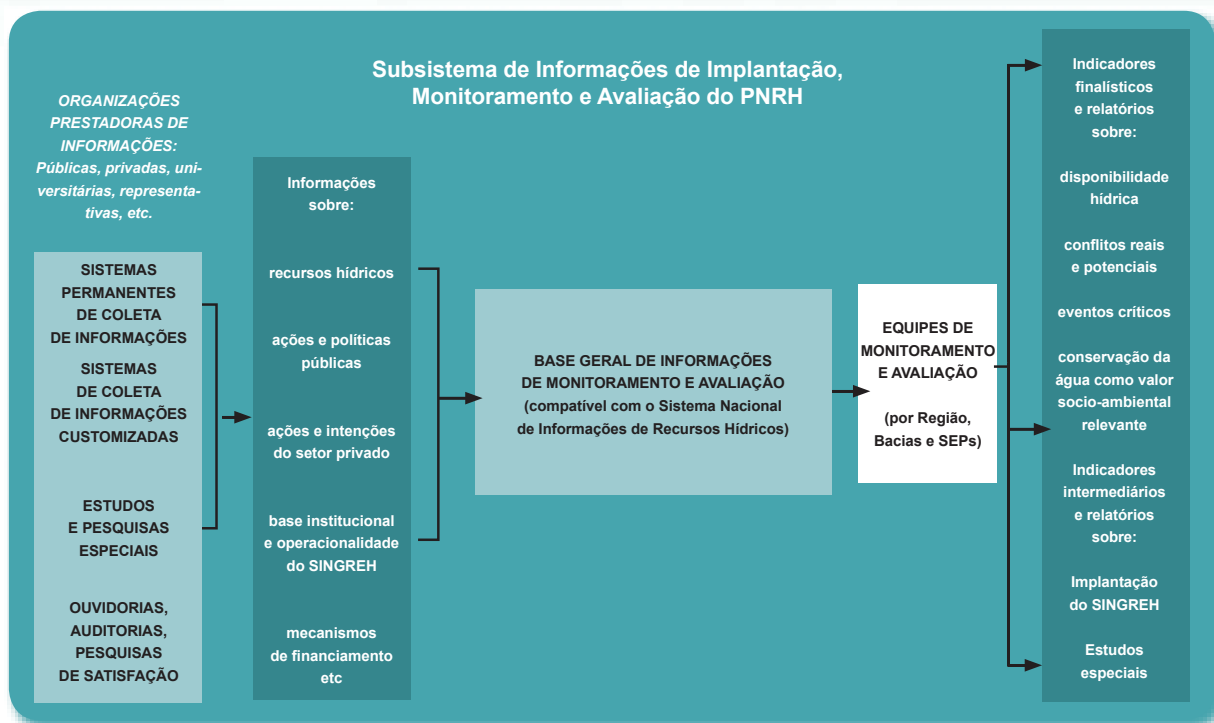 Subsistema de Informações de Implantação,
Monitoramento e Avaliação do PNRH
ORGANIZAÇÕES
PRESTADORAS DE
INFORMAÇÕES:
Públicas, privadas, uni-
versitárias, representa-
tivas, etc.
SISTEMAS
PERMANENTES
DE COLETA
DE INFORMAÇÕES
SISTEMAS
DE COLETA
DE INFORMAÇÕES
CUSTOMIZADAS
ESTUDOS
E PESQUISAS
ESPECIAIS
OUVIDORIAS,
AUDITORIAS,
PESQUISAS
DE SATISFAÇÃO
Informações
sobre:
recursos hídricos
ações e políticas
públicas
ações e intenções
do setor privado
base institucional
e operacionalidade
do SINGREH
mecanismos
de financiamento
etc
BASE GERAL DE INFORMAÇÕES
DE MONITORAMENTO E AVALIAÇÃO
(compatível com o Sistema Nacional
de Informações de Recursos Hídricos)
EQUIPES DE
MONITORAMENTO
E AVALIAÇÃO
(por Região,
Bacias e SEPs)
Indicadores
finalísticos
e relatórios
sobre:
disponibilidade
hídrica
conflitos reais
e potenciais
eventos críticos
conservação da
água como valor
socio-ambiental
relevante
Indicadores
intermediários
e relatórios
sobre:
Implantação
do SINGREH
Estudos
especiais